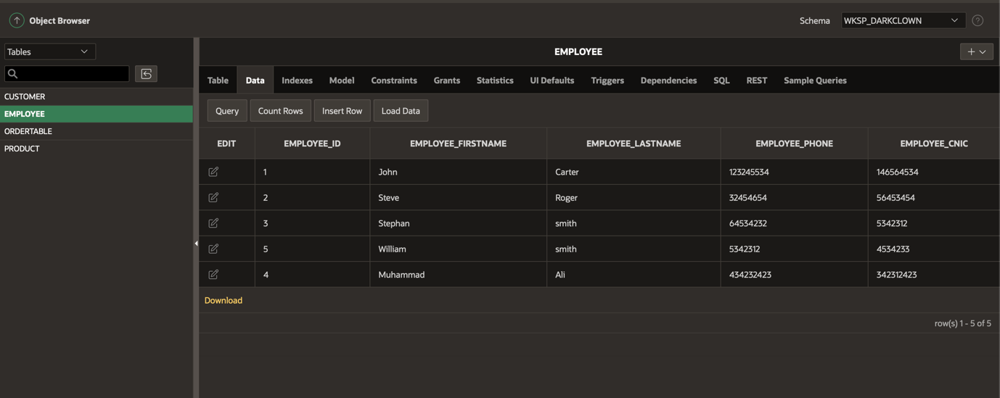 Object Browser
Schema WKSP_DARKCLOWN ?
Tables
CUSTOMER
EMPLOYEE
ORDERTABLE
PRODUCT
EMPLOYEE
Table Data Indexes Model Constraints Grants Statistics UI Defaults Triggers Dependencies SQL REST Sample Queries
Query Count Rows Insert Row Load Data
EDIT EMPLOYEE_ID EMPLOYEE_FIRSTNAME EMPLOYEE_LASTNAME EMPLOYEE_PHONE EMPLOYEE_CNIC
1 John Carter 123245534 146564534
2 Steve Roger 32454654 56453454
3 Stephan smith 64534232 5342312
5 William smith 5342312 4534233
4 Muhammad Ali 434232423 342312423
Download
row(s) 1 - 5 of 5